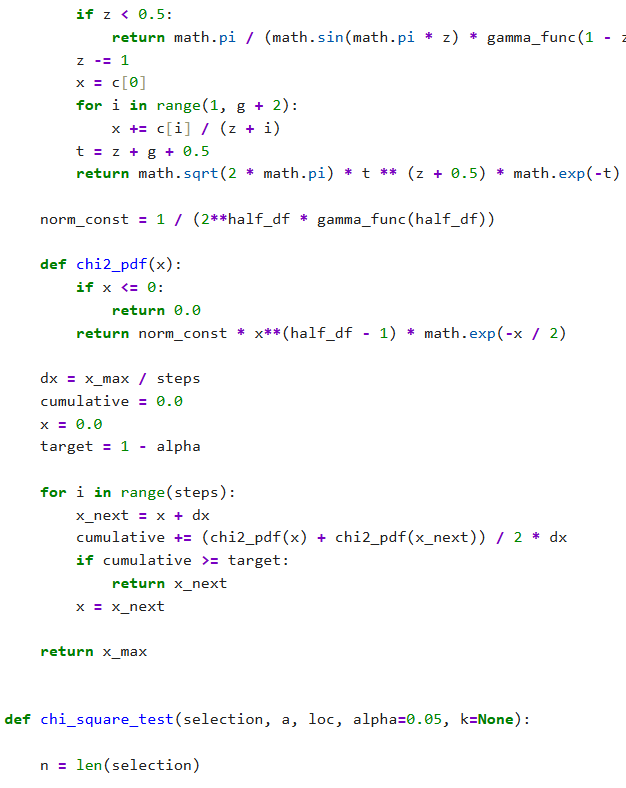 if z < 0.5:
            return math.pi / (math.sin(math.pi * z) * gamma_func(1 - z
        z -= 1
        x = c[0]
        for i in range(1, g + 2):
            x += c[i] / (z + i)
        t = z + g + 0.5
        return math.sqrt(2 * math.pi) * t ** (z + 0.5) * math.exp(-t)

    norm_const = 1 / (2**half_df * gamma_func(half_df))

    def chi2_pdf(x):
        if x <= 0:
            return 0.0
        return norm_const * x**(half_df - 1) * math.exp(-x / 2)

    dx = x_max / steps
    cumulative = 0.0
    x = 0.0
    target = 1 - alpha

    for i in range(steps):
        x_next = x + dx
        cumulative += (chi2_pdf(x) + chi2_pdf(x_next)) / 2 * dx
        if cumulative >= target:
            return x_next
        x = x_next

    return x_max


def chi_square_test(selection, a, loc, alpha=0.05, k=None):

    n = len(selection)